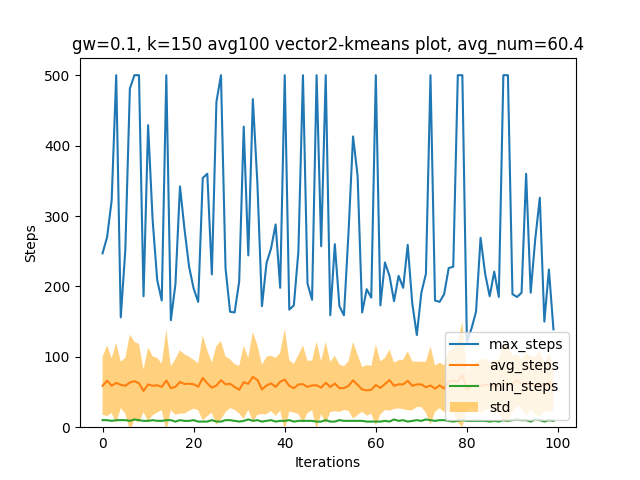 gw=0.1, k=150 avg100 vector2-kmeans plot, avg_num=60.4
500
400
300
200
100
0
Steps
0
20
40
60
80
100
Iterations
max_steps
avg_steps
min_steps
std